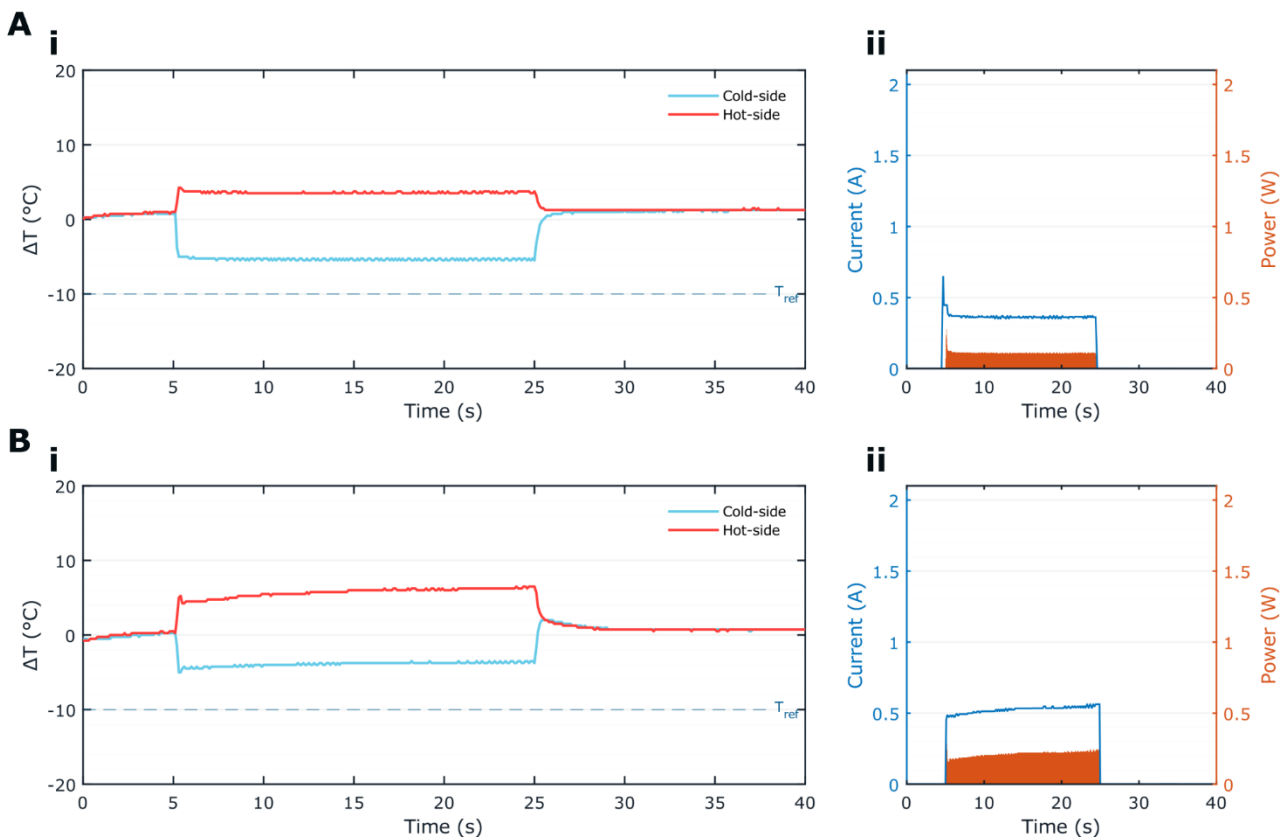 A
i
ii
20
10
0
-10
-20
ΔT (°C)
Cold-side
Hot-side
T_ref
0 5 10 15 20 25 30 35 40
Time (s)
2
1.5
1
0.5
0
Current (A)
2
1.5
1
0.5
0
Power (W)
0 10 20 30 40
Time (s)
B
i
ii
20
10
0
-10
-20
ΔT (°C)
Cold-side
Hot-side
T_ref
0 5 10 15 20 25 30 35 40
Time (s)
2
1.5
1
0.5
0
Current (A)
2
1.5
1
0.5
0
Power (W)
0 10 20 30 40
Time (s)